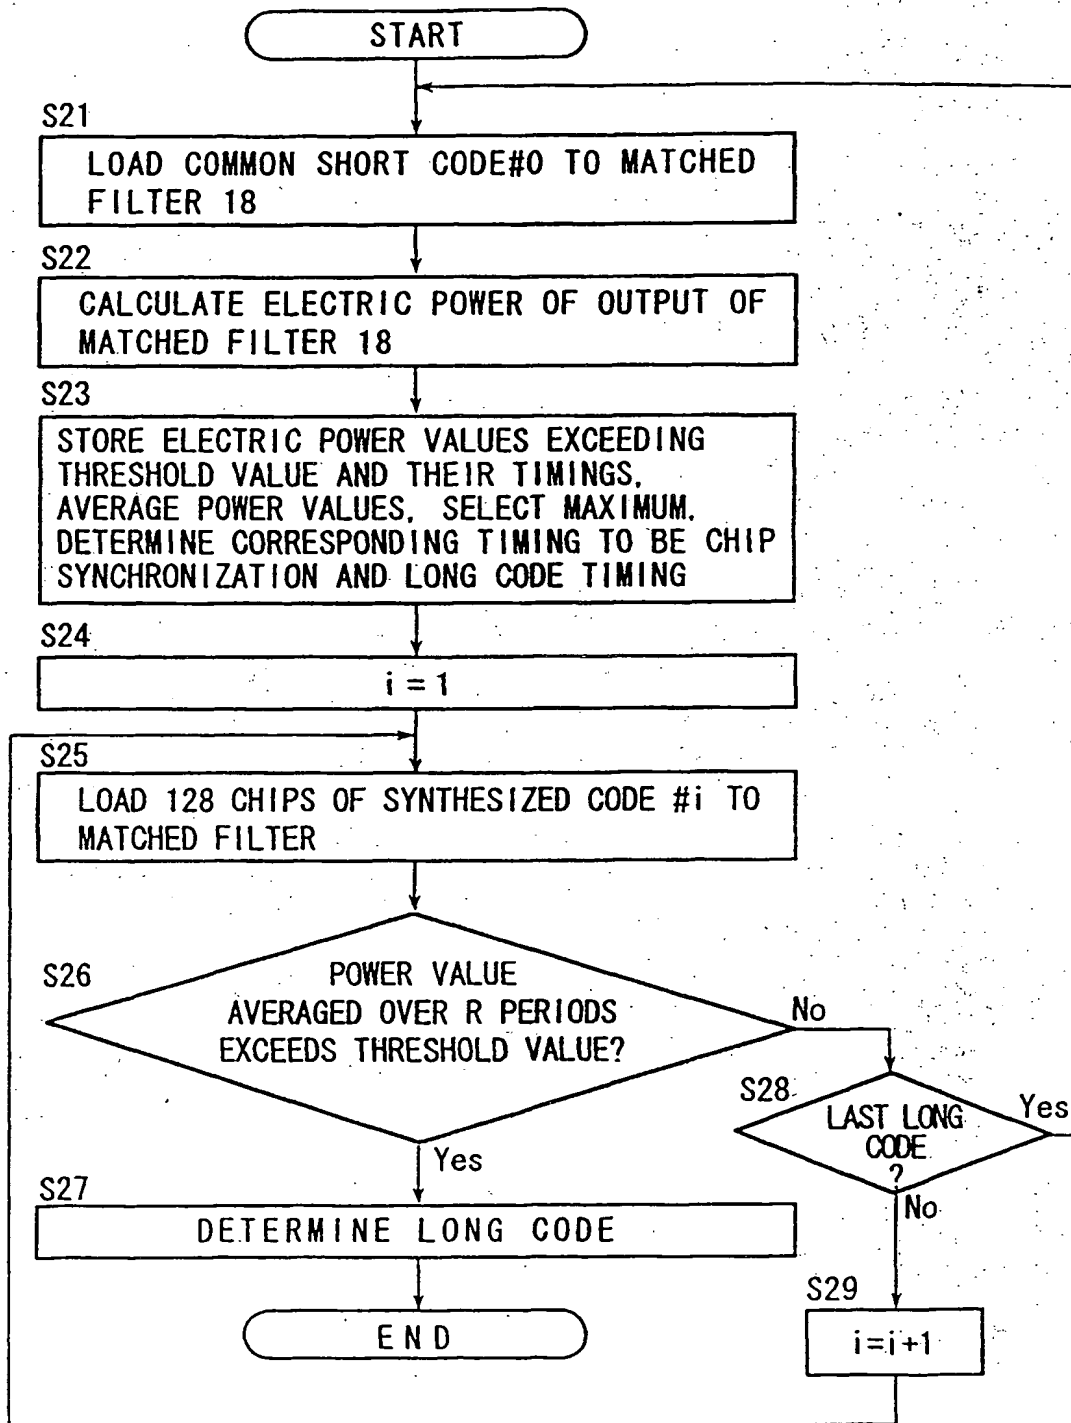 START
S21
LOAD COMMON SHORT CODE#0 TO MATCHED
FILTER 18
S22
CALCULATE ELECTRIC POWER OF OUTPUT OF
MATCHED FILTER 18
S23
STORE ELECTRIC POWER VALUES EXCEEDING
THRESHOLD VALUE AND THEIR TIMINGS,
AVERAGE POWER VALUES, SELECT MAXIMUM,
DETERMINE CORRESPONDING TIMING TO BE CHIP
SYNCHRONIZATION AND LONG CODE TIMING
S24
i = 1
S25
LOAD 128 CHIPS OF SYNTHESIZED CODE #i TO
MATCHED FILTER
S26
POWER VALUE
AVERAGED OVER R PERIODS
EXCEEDS THRESHOLD VALUE?
No
Yes
S28
LAST LONG
CODE
?
Yes
No
S27
DETERMINE LONG CODE
S29
i=i+1
END